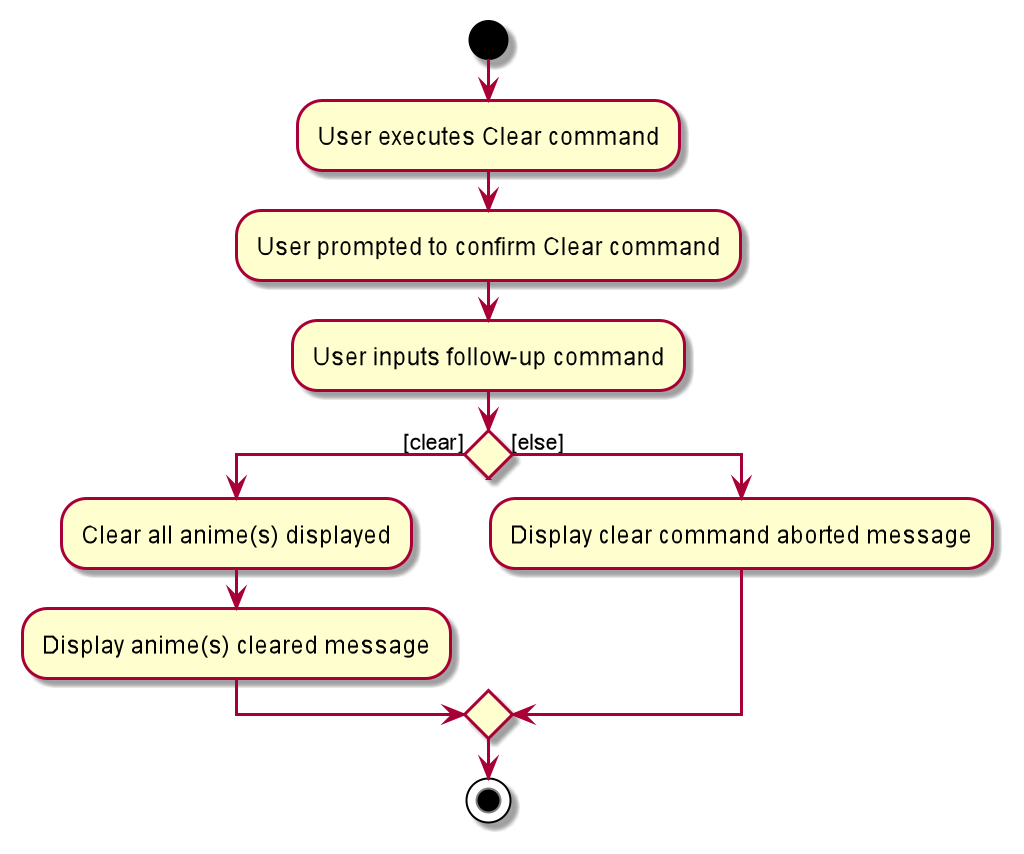 User executes Clear command
User prompted to confirm Clear command
User inputs follow-up command
[clear]
[else]
Clear all anime(s) displayed
Display clear command aborted message
Display anime(s) cleared message